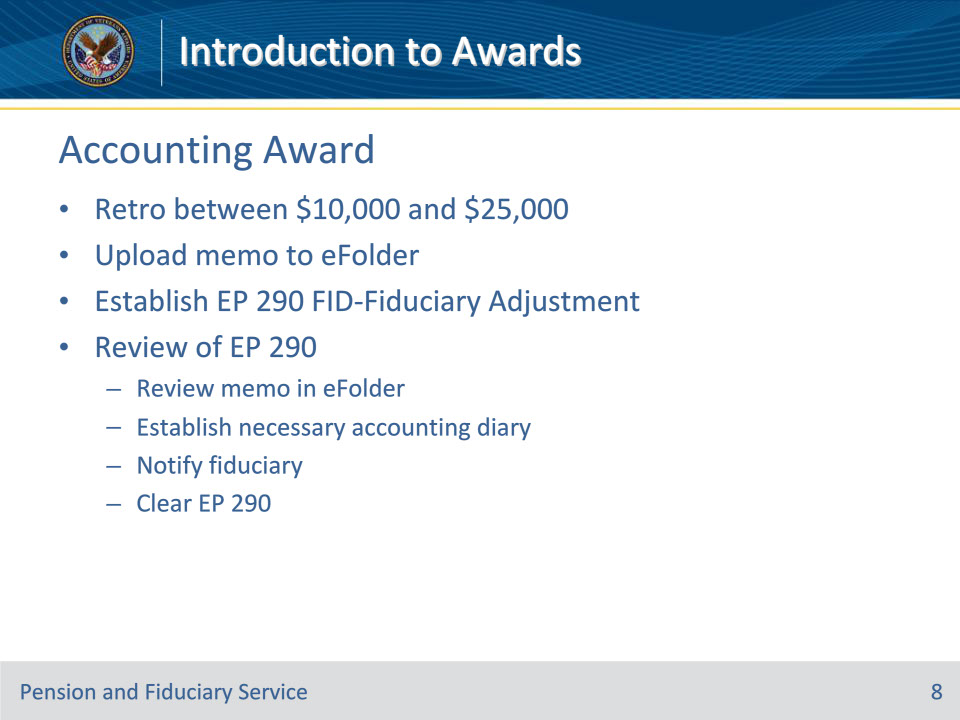 DEPARTMENT OF VETERANS AFFAIRS
UNITED STATES OF AMERICA
Introduction to Awards
Accounting Award
• Retro between $10,000 and $25,000
• Upload memo to eFolder
• Establish EP 290 FID-Fiduciary Adjustment
• Review of EP 290
– Review memo in eFolder
– Establish necessary accounting diary
– Notify fiduciary
– Clear EP 290
Pension and Fiduciary Service
8